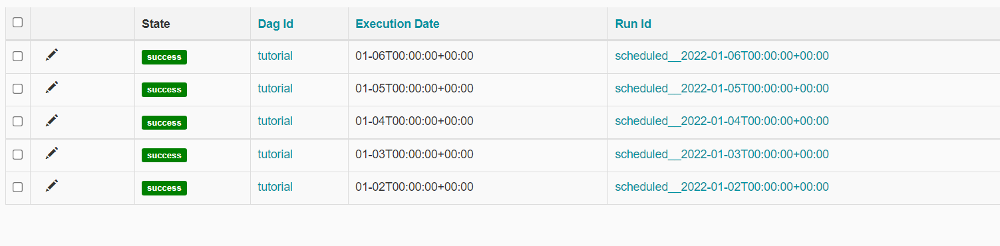 State Dag Id Execution Date Run Id
success tutorial 01-06T00:00:00+00:00 scheduled__2022-01-06T00:00:00+00:00
success tutorial 01-05T00:00:00+00:00 scheduled__2022-01-05T00:00:00+00:00
success tutorial 01-04T00:00:00+00:00 scheduled__2022-01-04T00:00:00+00:00
success tutorial 01-03T00:00:00+00:00 scheduled__2022-01-03T00:00:00+00:00
success tutorial 01-02T00:00:00+00:00 scheduled__2022-01-02T00:00:00+00:00